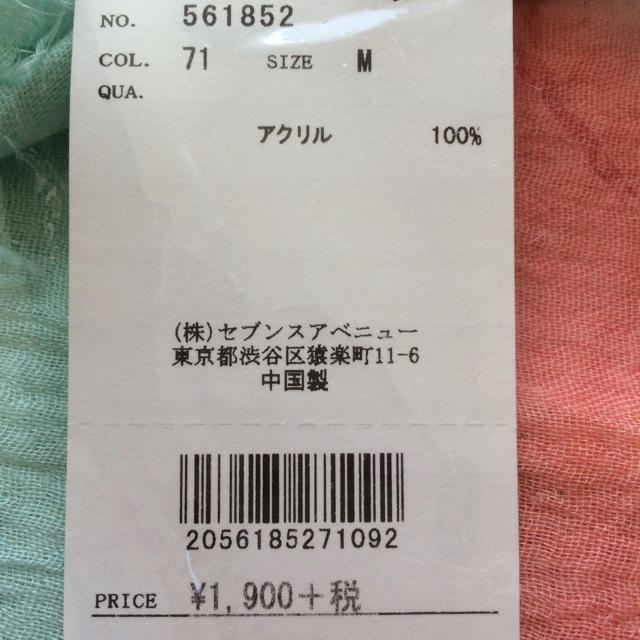 NO. 561852
COL. 71 SIZE M
QUA.
アクリル 100%
(株)セブンスアベニュー
東京都渋谷区猿楽町11-6
中国製
2056185271092
PRICE ¥1,900+税